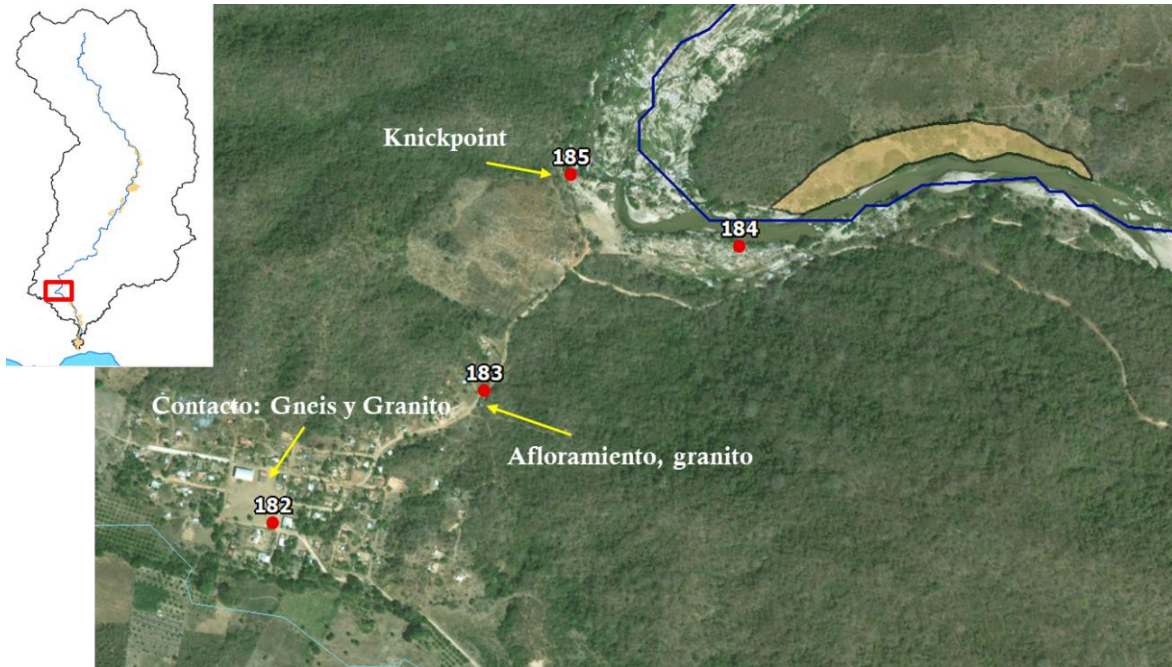 Knickpoint
185
184
183
Contacto: Gneis y Granito
Afloramiento, granito
182